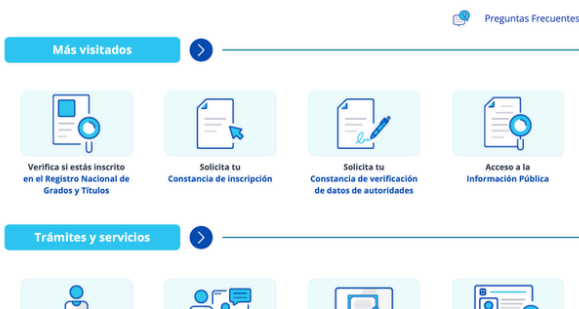 Preguntas Frecuentes
Más visitados
Verifica si estás inscrito
en el Registro Nacional de
Grados y Títulos
Solicita tu
Constancia de inscripción
Solicita tu
Constancia de verificación
de datos de autoridades
Acceso a la
Información Pública
Trámites y servicios